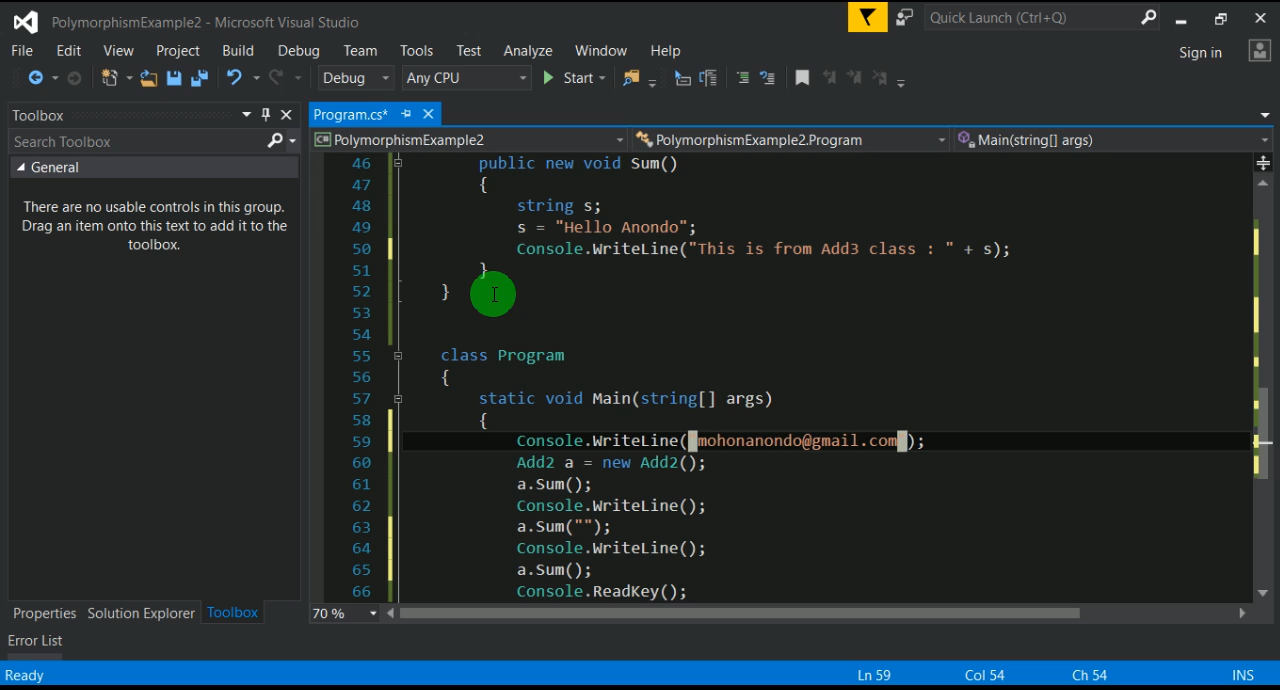 PolymorphismExample2 - Microsoft Visual Studio
Quick Launch (Ctrl+Q)
File Edit View Project Build Debug Team Tools Test Analyze Window Help
Sign in
Debug Any CPU Start
Toolbox
Program.cs*
Search Toolbox
PolymorphismExample2 PolymorphismExample2.Program Main(string[] args)
General
There are no usable controls in this group.
Drag an item onto this text to add it to the
toolbox.
46 public new void Sum()
47 {
48 string s;
49 s = "Hello Anondo";
50 Console.WriteLine("This is from Add3 class : " + s);
51 }
52 }
53
54
55 class Program
56 {
57 static void Main(string[] args)
58 {
59 Console.WriteLine("mohonanondo@gmail.com");
60 Add2 a = new Add2();
61 a.Sum();
62 Console.WriteLine();
63 a.Sum("");
64 Console.WriteLine();
65 a.Sum();
66 Console.ReadKey();
70 %
Properties Solution Explorer Toolbox
Error List
Ready Ln 59 Col 54 Ch 54 INS